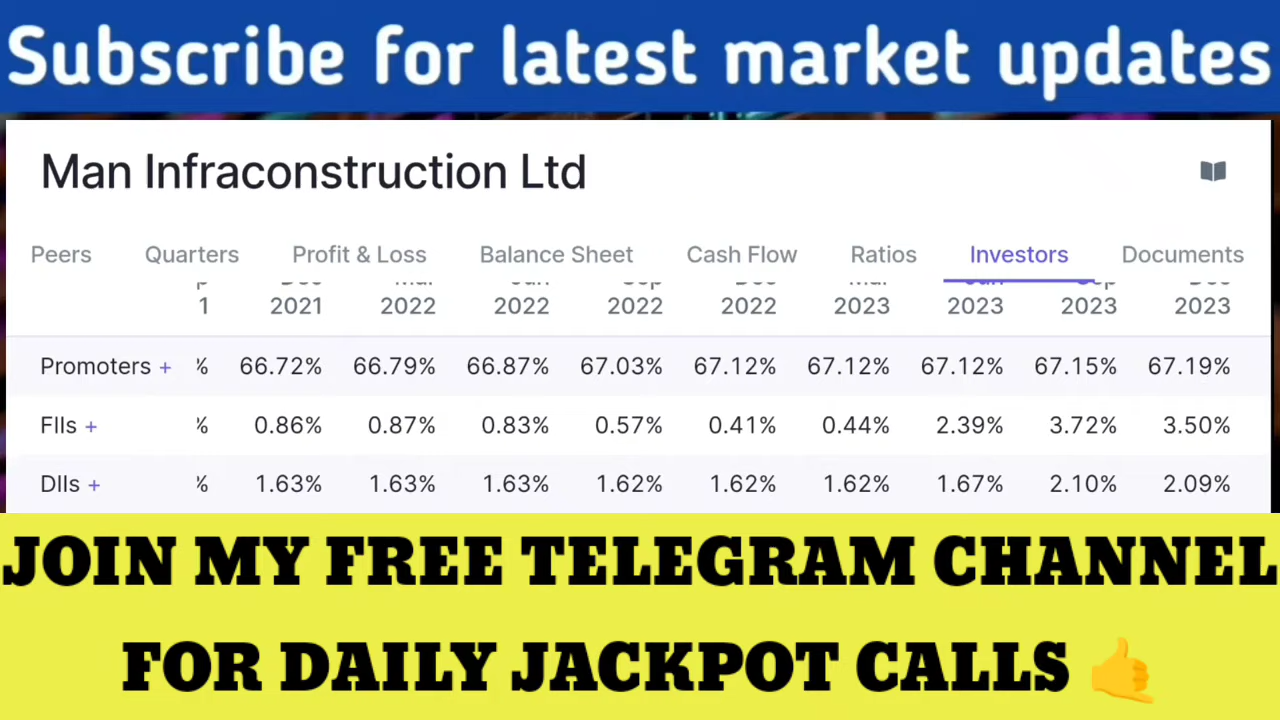 Subscribe for latest market updates
Man Infraconstruction Ltd
Peers Quarters Profit & Loss Balance Sheet Cash Flow Ratios Investors Documents
1 2021 2022 2022 2022 2022 2023 2023 2023 2023
Promoters + % 66.72% 66.79% 66.87% 67.03% 67.12% 67.12% 67.12% 67.15% 67.19%
FIIs + % 0.86% 0.87% 0.83% 0.57% 0.41% 0.44% 2.39% 3.72% 3.50%
DIIs + % 1.63% 1.63% 1.63% 1.62% 1.62% 1.62% 1.67% 2.10% 2.09%
JOIN MY FREE TELEGRAM CHANNEL
FOR DAILY JACKPOT CALLS 🤙